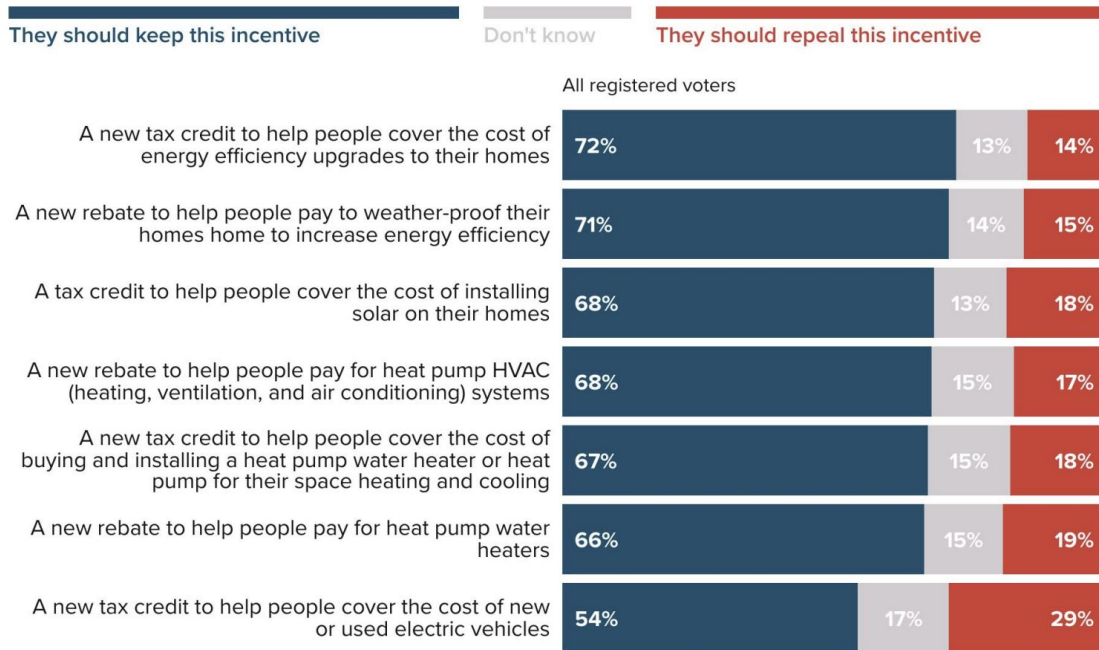 They should keep this incentive
Don't know
They should repeal this incentive
All registered voters
A new tax credit to help people cover the cost of
energy efficiency upgrades to their homes
72%
13%
14%
A new rebate to help people pay to weather-proof their
homes home to increase energy efficiency
71%
14%
15%
A tax credit to help people cover the cost of installing
solar on their homes
68%
13%
18%
A new rebate to help people pay for heat pump HVAC
(heating, ventilation, and air conditioning) systems
68%
15%
17%
A new tax credit to help people cover the cost of
buying and installing a heat pump water heater or heat
pump for their space heating and cooling
67%
15%
18%
A new rebate to help people pay for heat pump water
heaters
66%
15%
19%
A new tax credit to help people cover the cost of new
or used electric vehicles
54%
17%
29%